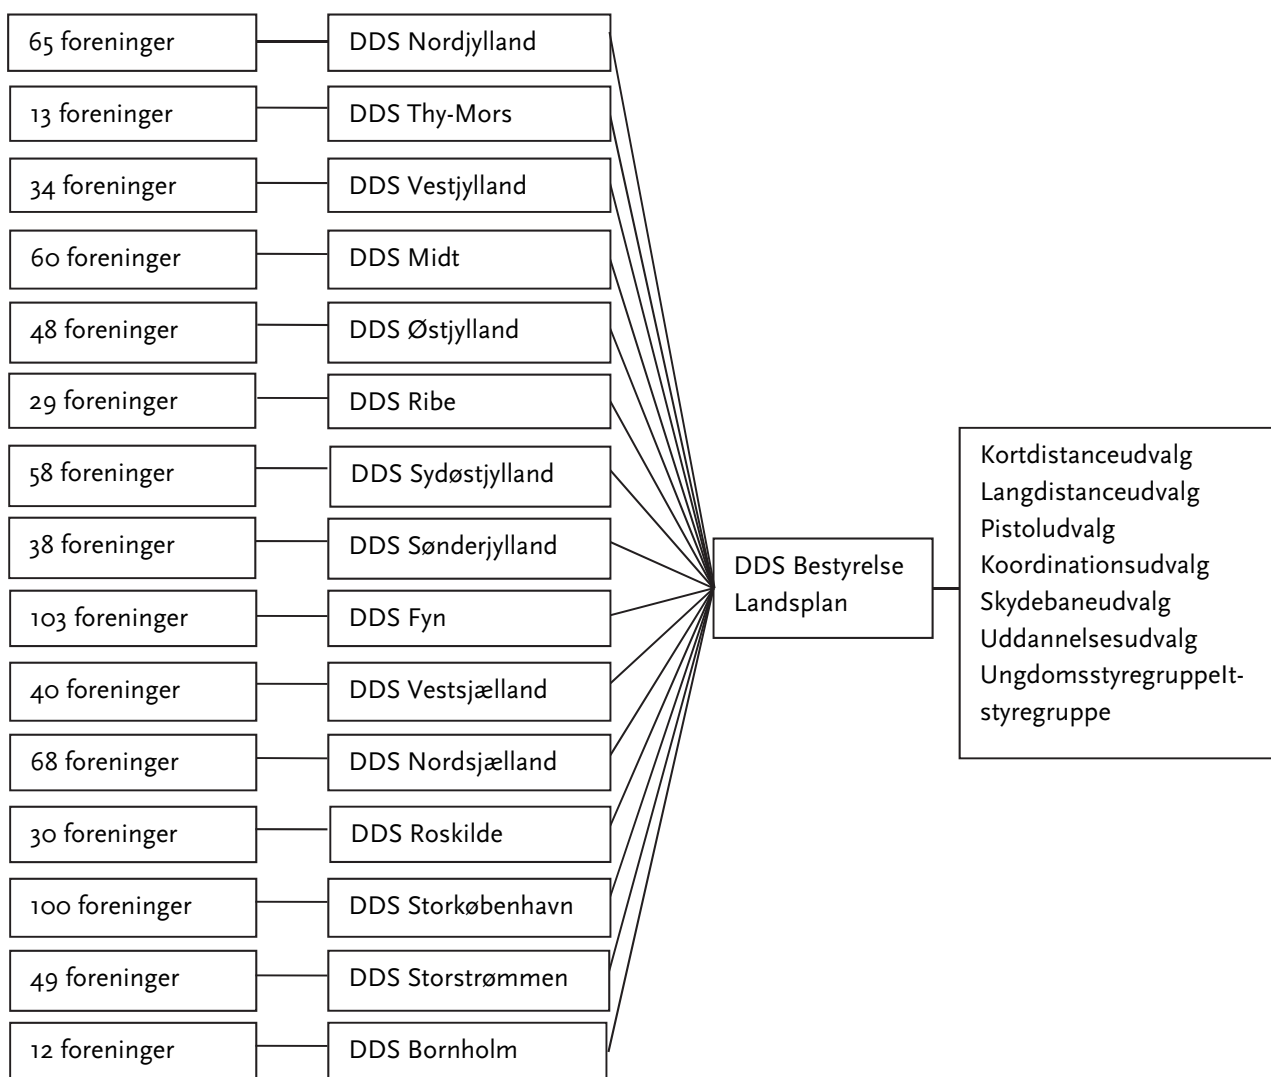 65 foreninger
DDS Nordjylland
13 foreninger
DDS Thy-Mors
34 foreninger
DDS Vestjylland
60 foreninger
DDS Midt
48 foreninger
DDS Østjylland
29 foreninger
DDS Ribe
58 foreninger
DDS Sydøstjylland
38 foreninger
DDS Sønderjylland
103 foreninger
DDS Fyn
40 foreninger
DDS Vestsjælland
68 foreninger
DDS Nordsjælland
30 foreninger
DDS Roskilde
100 foreninger
DDS Storkøbenhavn
49 foreninger
DDS Storstrømmen
12 foreninger
DDS Bornholm
DDS Bestyrelse
Landsplan
Kortdistanceudvalg
Langdistanceudvalg
Pistoludvalg
Koordinationsudvalg
Skydebaneudvalg
Uddannelsesudvalg
UngdomsstyregruppeIt-
styregruppe